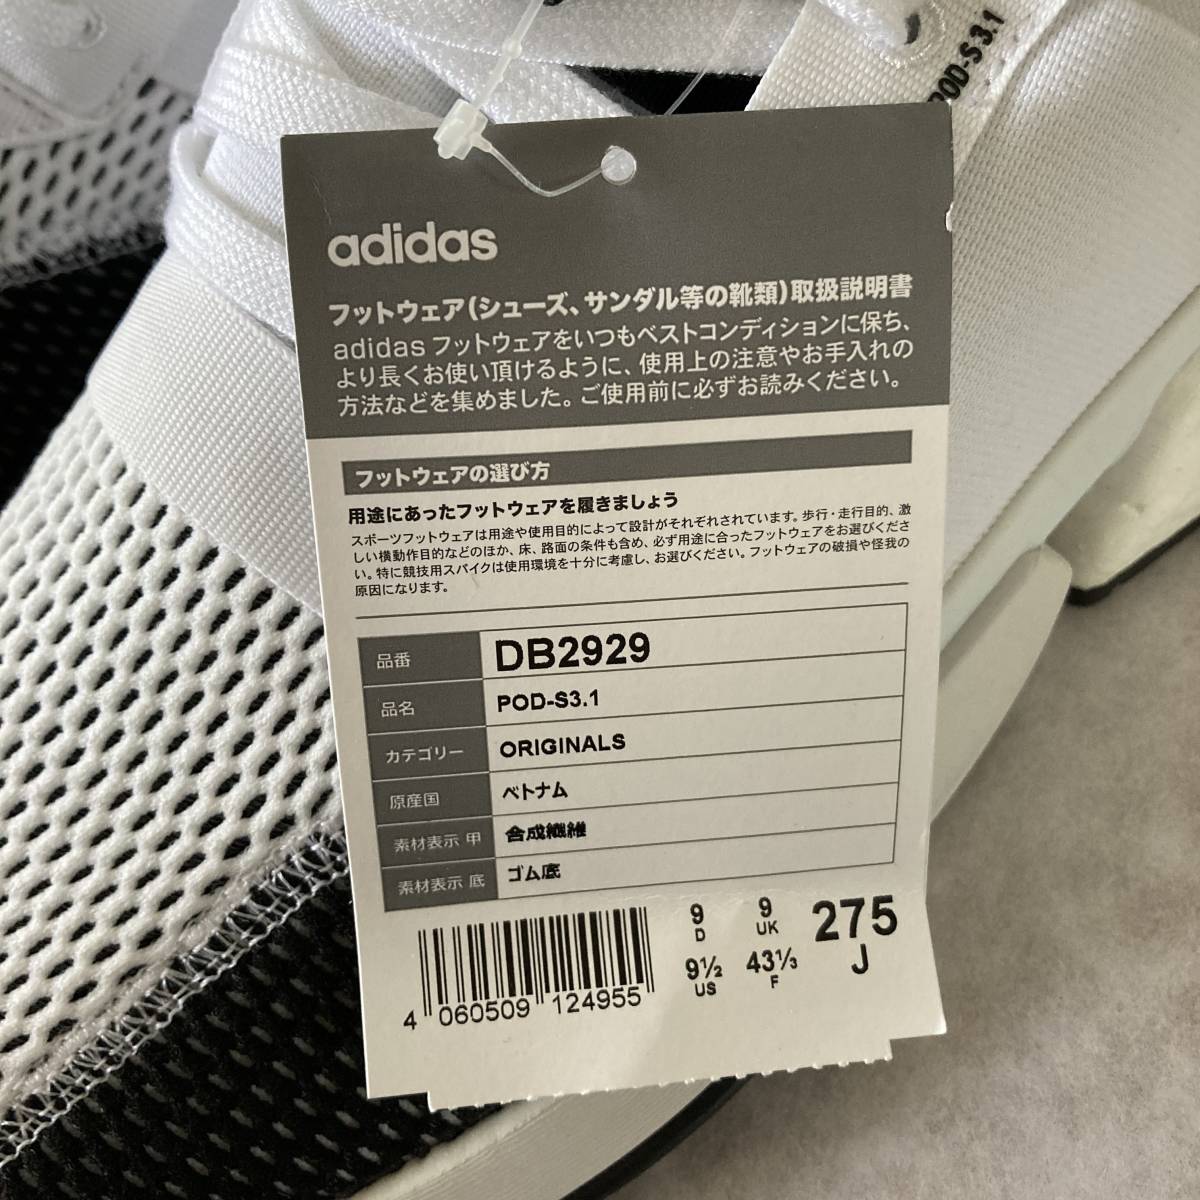 POD-S3.1
adidas
フットウェア(シューズ、サンダル等の靴類)取扱説明書
adidas フットウェアをいつもベストコンディションに保ち、
より長くお使い頂けるように、使用上の注意やお手入れの
方法などを集めました。ご使用前に必ずお読みください。
フットウェアの選び方
用途にあったフットウェアを履きましょう
スポーツフットウェアは用途や使用目的によって設計がそれぞれされています。歩行・走行目的、激
しい横動作目的などのほか、床、路面の条件も含め、必ず用途に合ったフットウェアをお選びくださ
い。特に競技用スパイクは使用環境を十分に考慮し、お選びください。フットウェアの破損や怪我の
原因になります。
品番 DB2929
品名 POD-S3.1
カテゴリー ORIGINALS
原産国 ベトナム
素材表示 甲 合成繊維
素材表示 底 ゴム底
9 9 275
D UK J
9½ 43⅓
US F
4 060509 124955